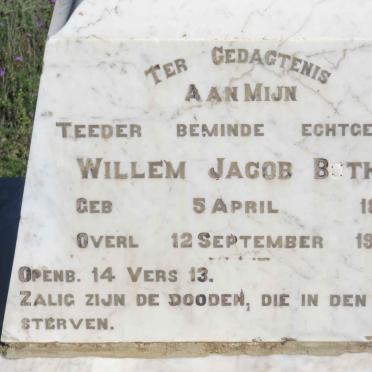 TER GEDAGTENIS
AAN MIJN
TEEDER BEMINDE
WILLEM JACOB
GEB 5 APRIL
OVERL 12 SEPTEMBER
OPENB. 14 VERS 13.
ZALIG ZIJN DE DOODEN, DIE IN DEN
STERVEN.